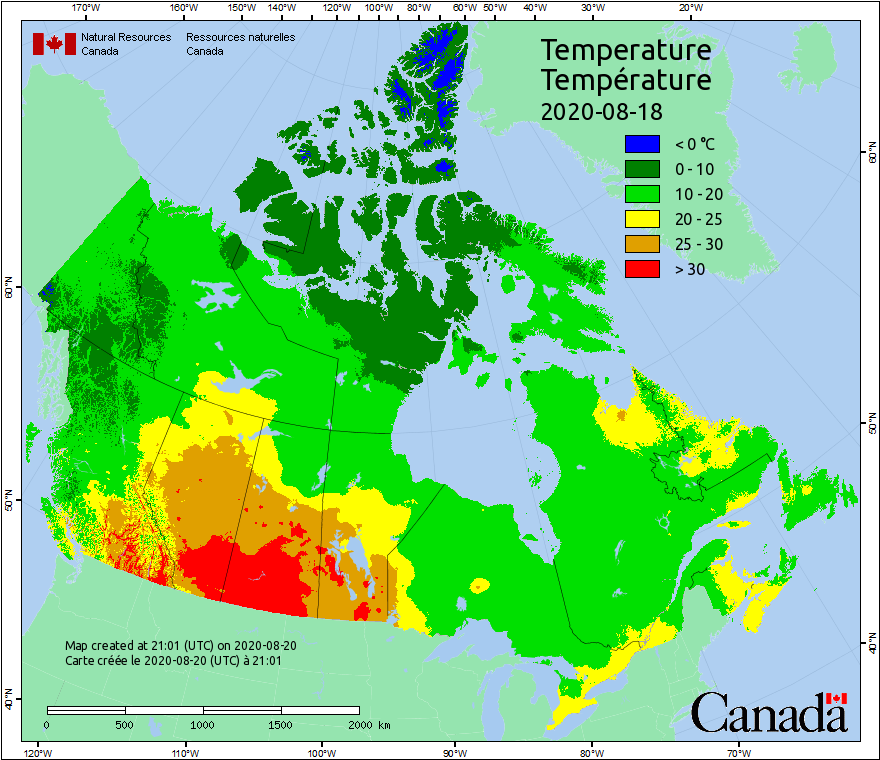 170°W 160°W 150°W 140°W 120°W 100°W 80°W 60°W 50°W 40°W 30°W 20°W
Natural Resources Ressources naturelles
Canada Canada
Temperature
Température
2020-08-18
< 0 °C
0 - 10
10 - 20
20 - 25
25 - 30
> 30
60°N
60°N
50°N
50°N
40°N
40°N
Map created at 21:01 (UTC) on 2020-08-20
Carte créée le 2020-08-20 (UTC) à 21:01
0 500 1000 1500 2000 km
Canada
120°W 110°W 100°W 90°W 80°W 70°W